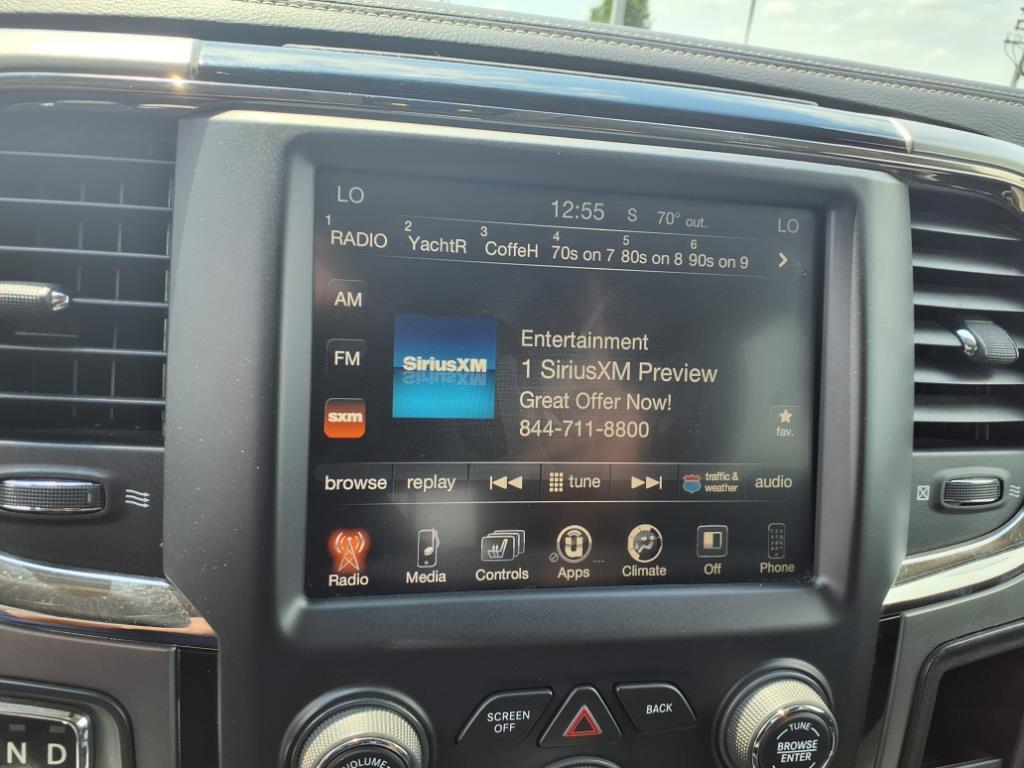 LO 12:55 S 70° out. LO
1 RADIO 2 YachtR 3 CoffeH 4 70s on 7 5 80s on 8 6 90s on 9
AM
FM
sxm
SiriusXM
Entertainment
1 SiriusXM Preview
Great Offer Now!
844-711-8800
fav.
browse replay tune traffic & weather audio
Radio Media Controls Apps Climate Off Phone
SCREEN OFF
BACK
VOLUME
TUNE
BROWSE
ENTER
N D